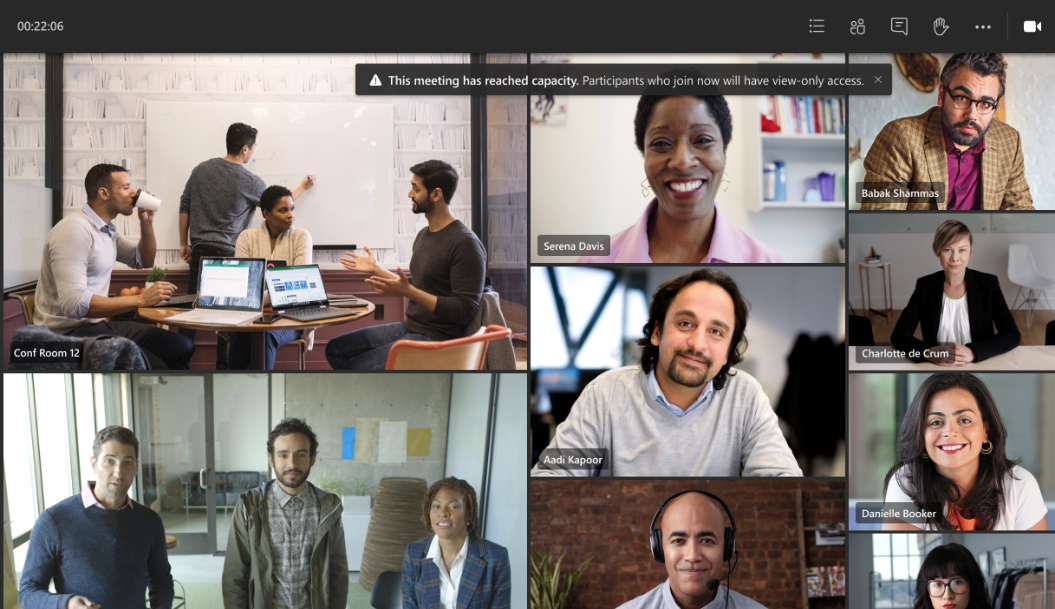 00:22:06
This meeting has reached capacity. Participants who join now will have view-only access.
Babak Shammas
Serena Davis
Conf Room 12
Charlotte de Crum
Aadi Kapoor
Danielle Booker